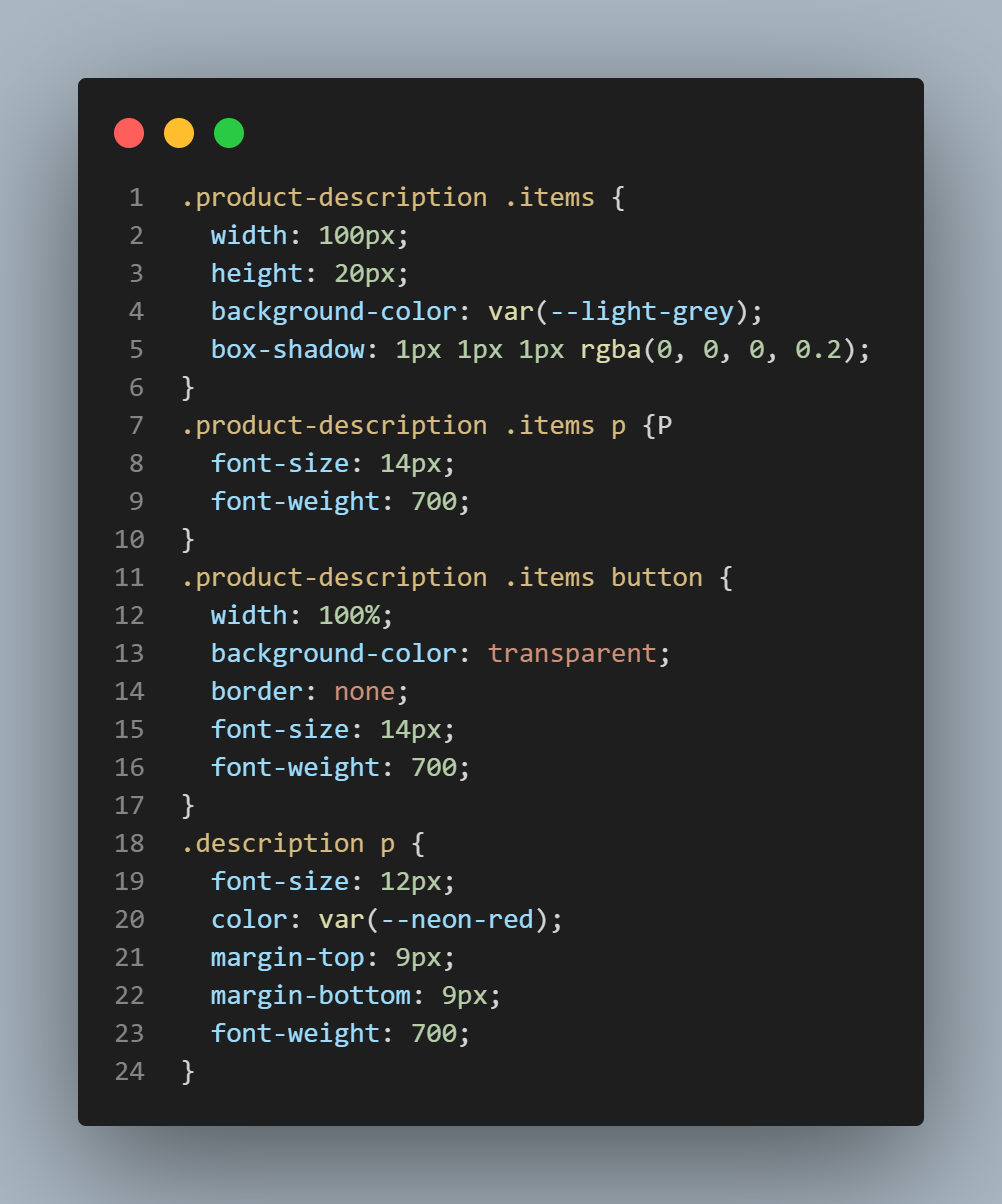 1 .product-description .items {
2   width: 100px;
3   height: 20px;
4   background-color: var(--light-grey);
5   box-shadow: 1px 1px 1px rgba(0, 0, 0, 0.2);
6 }
7 .product-description .items p {P
8   font-size: 14px;
9   font-weight: 700;
10 }
11 .product-description .items button {
12   width: 100%;
13   background-color: transparent;
14   border: none;
15   font-size: 14px;
16   font-weight: 700;
17 }
18 .description p {
19   font-size: 12px;
20   color: var(--neon-red);
21   margin-top: 9px;
22   margin-bottom: 9px;
23   font-weight: 700;
24 }